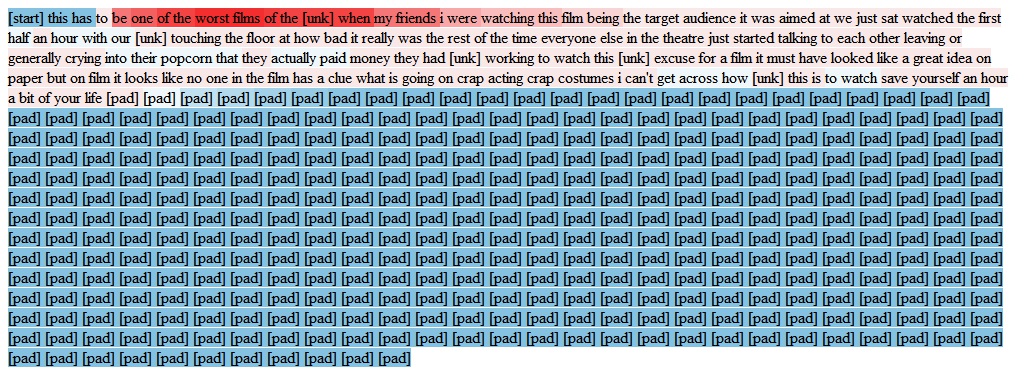 [start] this has to be one of the worst films of the [unk] when my friends i were watching this film being the target audience it was aimed at we just sat watched the first
half an hour with our [unk] touching the floor at how bad it really was the rest of the time everyone else in the theatre just started talking to each other leaving or
generally crying into their popcorn that they actually paid money they had [unk] working to watch this [unk] excuse for a film it must have looked like a great idea on
paper but on film it looks like no one in the film has a clue what is going on crap acting crap costumes i can't get across how [unk] this is to watch save yourself an hour
a bit of your life [pad] [pad] [pad] [pad] [pad] [pad] [pad] [pad] [pad] [pad] [pad] [pad] [pad] [pad] [pad] [pad] [pad] [pad] [pad] [pad] [pad] [pad] [pad] [pad]
[pad] [pad] [pad] [pad] [pad] [pad] [pad] [pad] [pad] [pad] [pad] [pad] [pad] [pad] [pad] [pad] [pad] [pad] [pad] [pad] [pad] [pad] [pad] [pad] [pad] [pad] [pad]
[pad] [pad] [pad] [pad] [pad] [pad] [pad] [pad] [pad] [pad] [pad] [pad] [pad] [pad] [pad] [pad] [pad] [pad] [pad] [pad] [pad] [pad] [pad] [pad] [pad] [pad] [pad]
[pad] [pad] [pad] [pad] [pad] [pad] [pad] [pad] [pad] [pad] [pad] [pad] [pad] [pad] [pad] [pad] [pad] [pad] [pad] [pad] [pad] [pad] [pad] [pad] [pad] [pad] [pad]
[pad] [pad] [pad] [pad] [pad] [pad] [pad] [pad] [pad] [pad] [pad] [pad] [pad] [pad] [pad] [pad] [pad] [pad] [pad] [pad] [pad] [pad] [pad] [pad] [pad] [pad] [pad]
[pad] [pad] [pad] [pad] [pad] [pad] [pad] [pad] [pad] [pad] [pad] [pad] [pad] [pad] [pad] [pad] [pad] [pad] [pad] [pad] [pad] [pad] [pad] [pad] [pad] [pad] [pad]
[pad] [pad] [pad] [pad] [pad] [pad] [pad] [pad] [pad] [pad] [pad] [pad] [pad] [pad] [pad] [pad] [pad] [pad] [pad] [pad] [pad] [pad] [pad] [pad] [pad] [pad] [pad]
[pad] [pad] [pad] [pad] [pad] [pad] [pad] [pad] [pad] [pad] [pad] [pad] [pad] [pad] [pad] [pad] [pad] [pad] [pad] [pad] [pad] [pad] [pad] [pad] [pad] [pad] [pad]
[pad] [pad] [pad] [pad] [pad] [pad] [pad] [pad] [pad] [pad] [pad] [pad] [pad] [pad] [pad] [pad] [pad] [pad] [pad] [pad] [pad] [pad] [pad] [pad] [pad] [pad] [pad]
[pad] [pad] [pad] [pad] [pad] [pad] [pad] [pad] [pad] [pad] [pad] [pad] [pad] [pad] [pad] [pad] [pad] [pad] [pad] [pad] [pad] [pad] [pad] [pad] [pad] [pad] [pad]
[pad] [pad] [pad] [pad] [pad] [pad] [pad] [pad] [pad] [pad] [pad] [pad] [pad] [pad] [pad] [pad] [pad] [pad] [pad] [pad] [pad] [pad] [pad] [pad] [pad] [pad] [pad]
[pad] [pad] [pad] [pad] [pad] [pad] [pad] [pad] [pad] [pad] [pad] [pad] [pad] [pad] [pad] [pad] [pad] [pad] [pad] [pad] [pad] [pad] [pad] [pad] [pad] [pad] [pad]
[pad] [pad] [pad] [pad] [pad] [pad] [pad] [pad] [pad] [pad] [pad] [pad] [pad] [pad] [pad] [pad] [pad] [pad] [pad] [pad] [pad] [pad] [pad] [pad] [pad] [pad] [pad]
[pad] [pad] [pad] [pad] [pad] [pad] [pad] [pad] [pad] [pad] [pad]